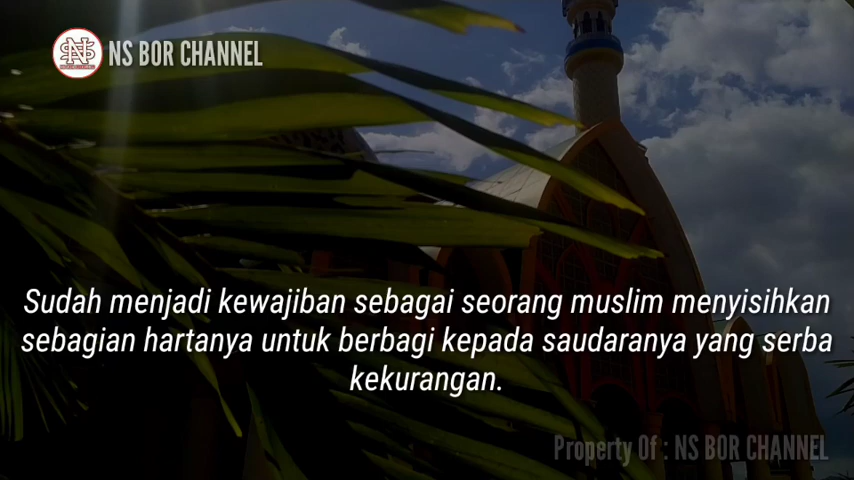 NS BOR CHANNEL
Sudah menjadi kewajiban sebagai seorang muslim menyisihkan
sebagian hartanya untuk berbagi kepada saudaranya yang serba
kekurangan.
Property Of : NS BOR CHANNEL